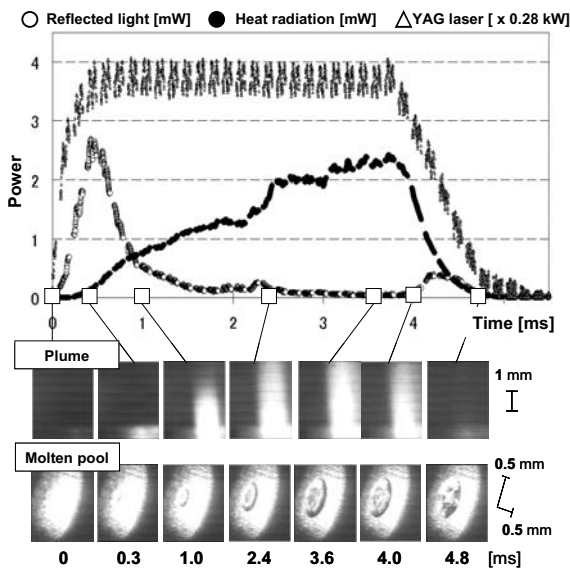 Reflected light [mW] Heat radiation [mW] YAG laser [ x 0.28 kW]
4
3
2
1
0
Power
0 1 2 3 4 Time [ms]
Plume
1 mm
Molten pool
0.5 mm
0.5 mm
0 0.3 1.0 2.4 3.6 4.0 4.8 [ms]